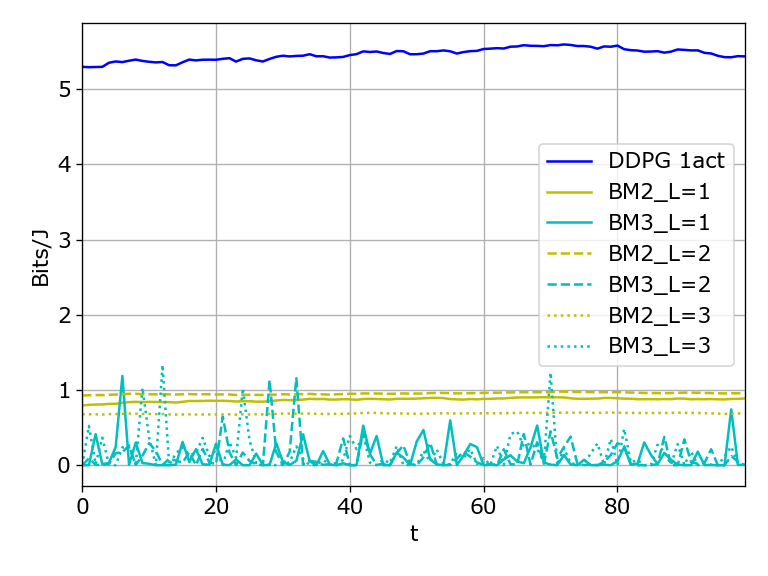 5
4
3
2
1
0
Bits/J
DDPG 1act
BM2_L=1
BM3_L=1
BM2_L=2
BM3_L=2
BM2_L=3
BM3_L=3
0 20 40 60 80
t